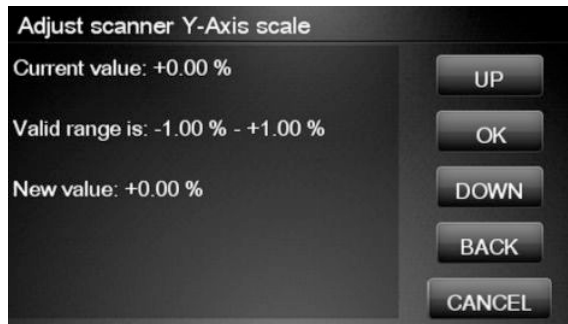 Adjust scanner Y-Axis scale
Current value: +0.00 %
Valid range is: -1.00 % - +1.00 %
New value: +0.00 %
UP
OK
DOWN
BACK
CANCEL